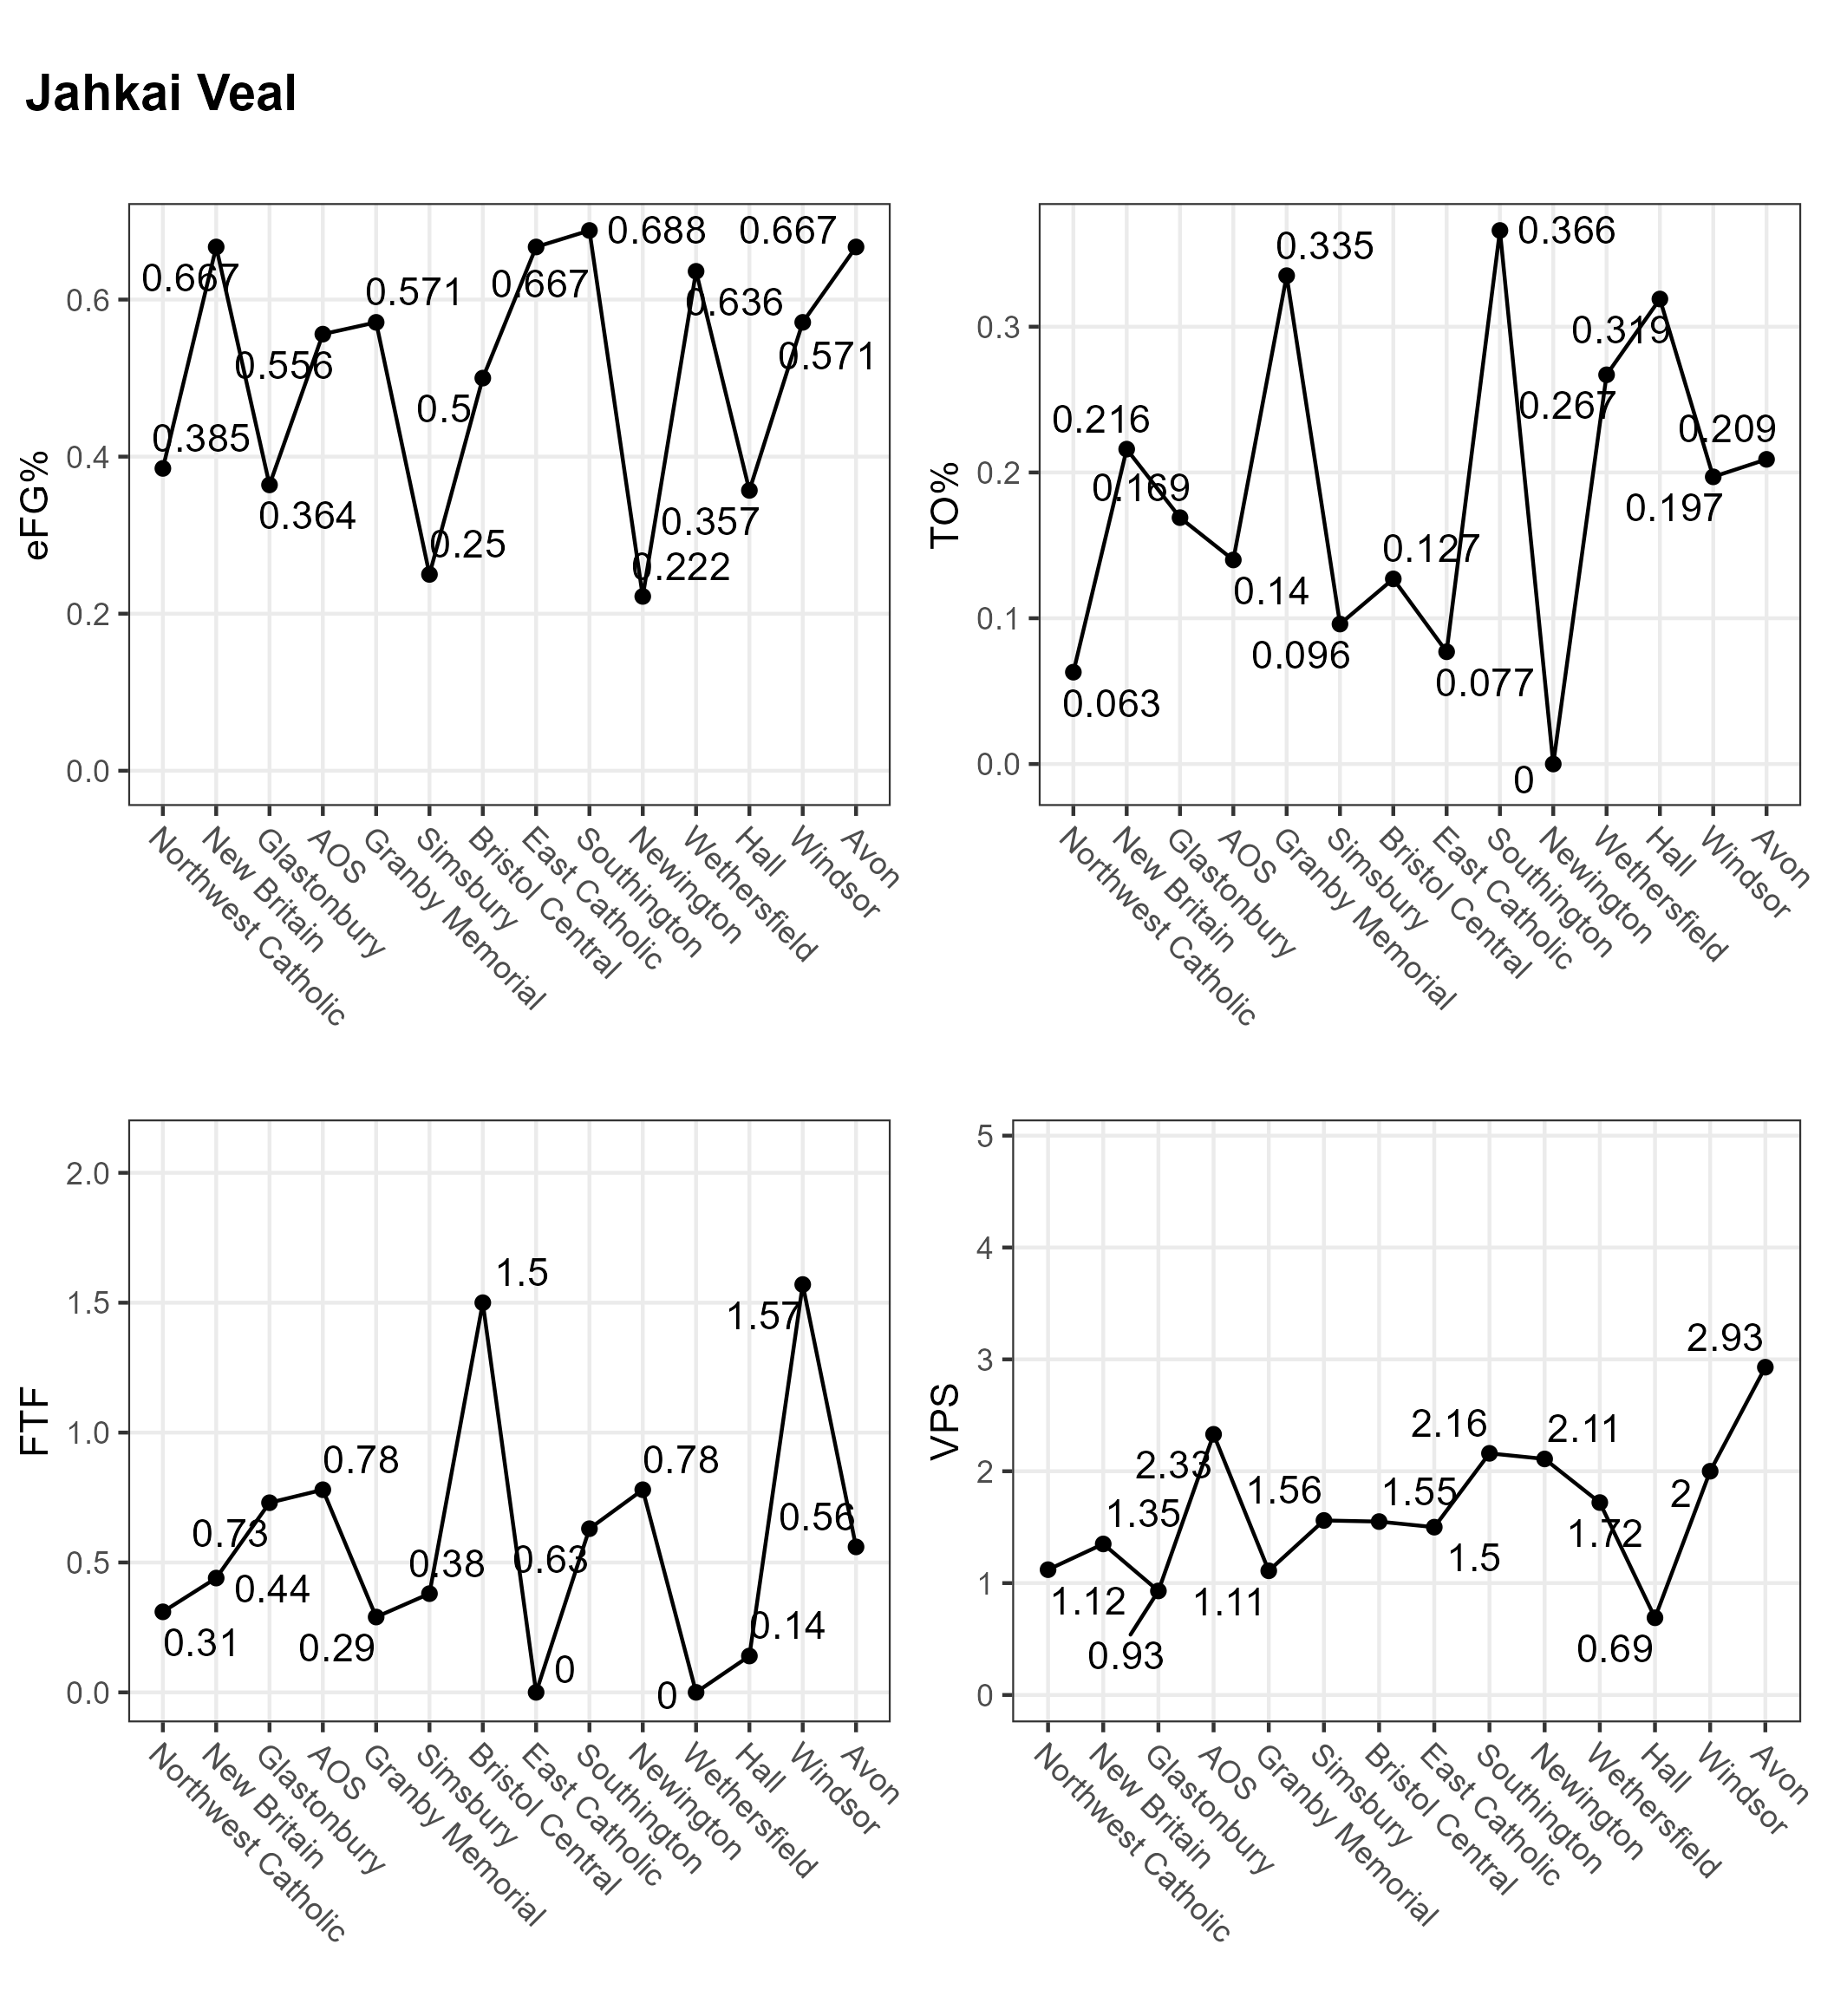 Jahkai Veal
eFG%
0.6
0.4
0.2
0.0
0.385
0.667
0.364
0.556
0.571
0.25
0.5
0.667
0.688
0.222
0.636
0.357
0.571
0.667
Northwest Catholic
New Britain
Glastonbury
AOS
Granby Memorial
Simsbury
Bristol Central
East Catholic
Southington
Newington
Wethersfield
Hall
Windsor
Avon
TO%
0.3
0.2
0.1
0.0
0.063
0.216
0.169
0.14
0.335
0.096
0.127
0.077
0.366
0
0.267
0.319
0.197
0.209
Northwest Catholic
New Britain
Glastonbury
AOS
Granby Memorial
Simsbury
Bristol Central
East Catholic
Southington
Newington
Wethersfield
Hall
Windsor
Avon
FTF
2.0
1.5
1.0
0.5
0.0
0.31
0.44
0.73
0.78
0.29
0.38
1.5
0
0.63
0.78
0
0.14
1.57
0.56
Northwest Catholic
New Britain
Glastonbury
AOS
Granby Memorial
Simsbury
Bristol Central
East Catholic
Southington
Newington
Wethersfield
Hall
Windsor
Avon
VPS
5
4
3
2
1
0
1.12
1.35
0.93
2.33
1.11
1.56
1.55
1.5
2.16
2.11
1.72
0.69
2
2.93
Northwest Catholic
New Britain
Glastonbury
AOS
Granby Memorial
Simsbury
Bristol Central
East Catholic
Southington
Newington
Wethersfield
Hall
Windsor
Avon